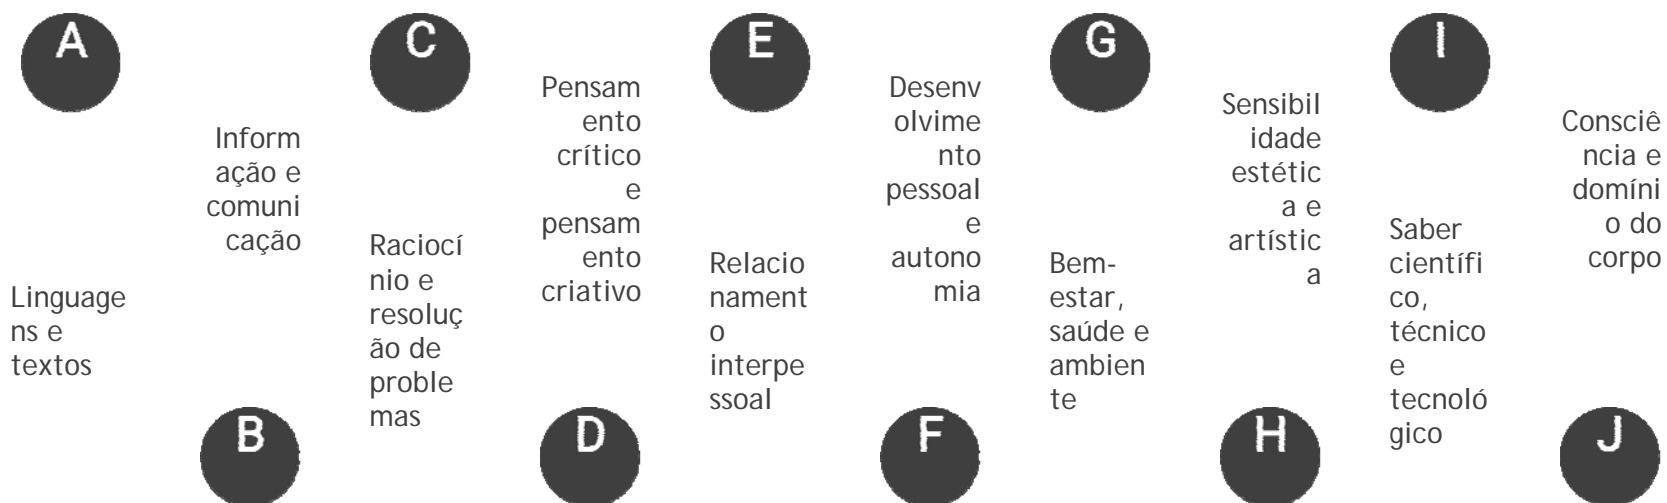 A
Linguage
ns e
textos
Inform
ação e
comuni
cação
B
C
Raciocí
nio e
resoluç
ão de
proble
mas
Pensam
ento
crítico
e
pensam
ento
criativo
D
E
Relacio
nament
o
interpe
ssoal
Desenv
olvime
nto
pessoal
e
autono
mia
F
G
Bem-
estar,
saúde e
ambien
te
Sensibil
idade
estétic
a e
artístic
a
H
I
Saber
científi
co,
técnico
e
tecnoló
gico
Consciê
ncia e
domíni
o do
corpo
J